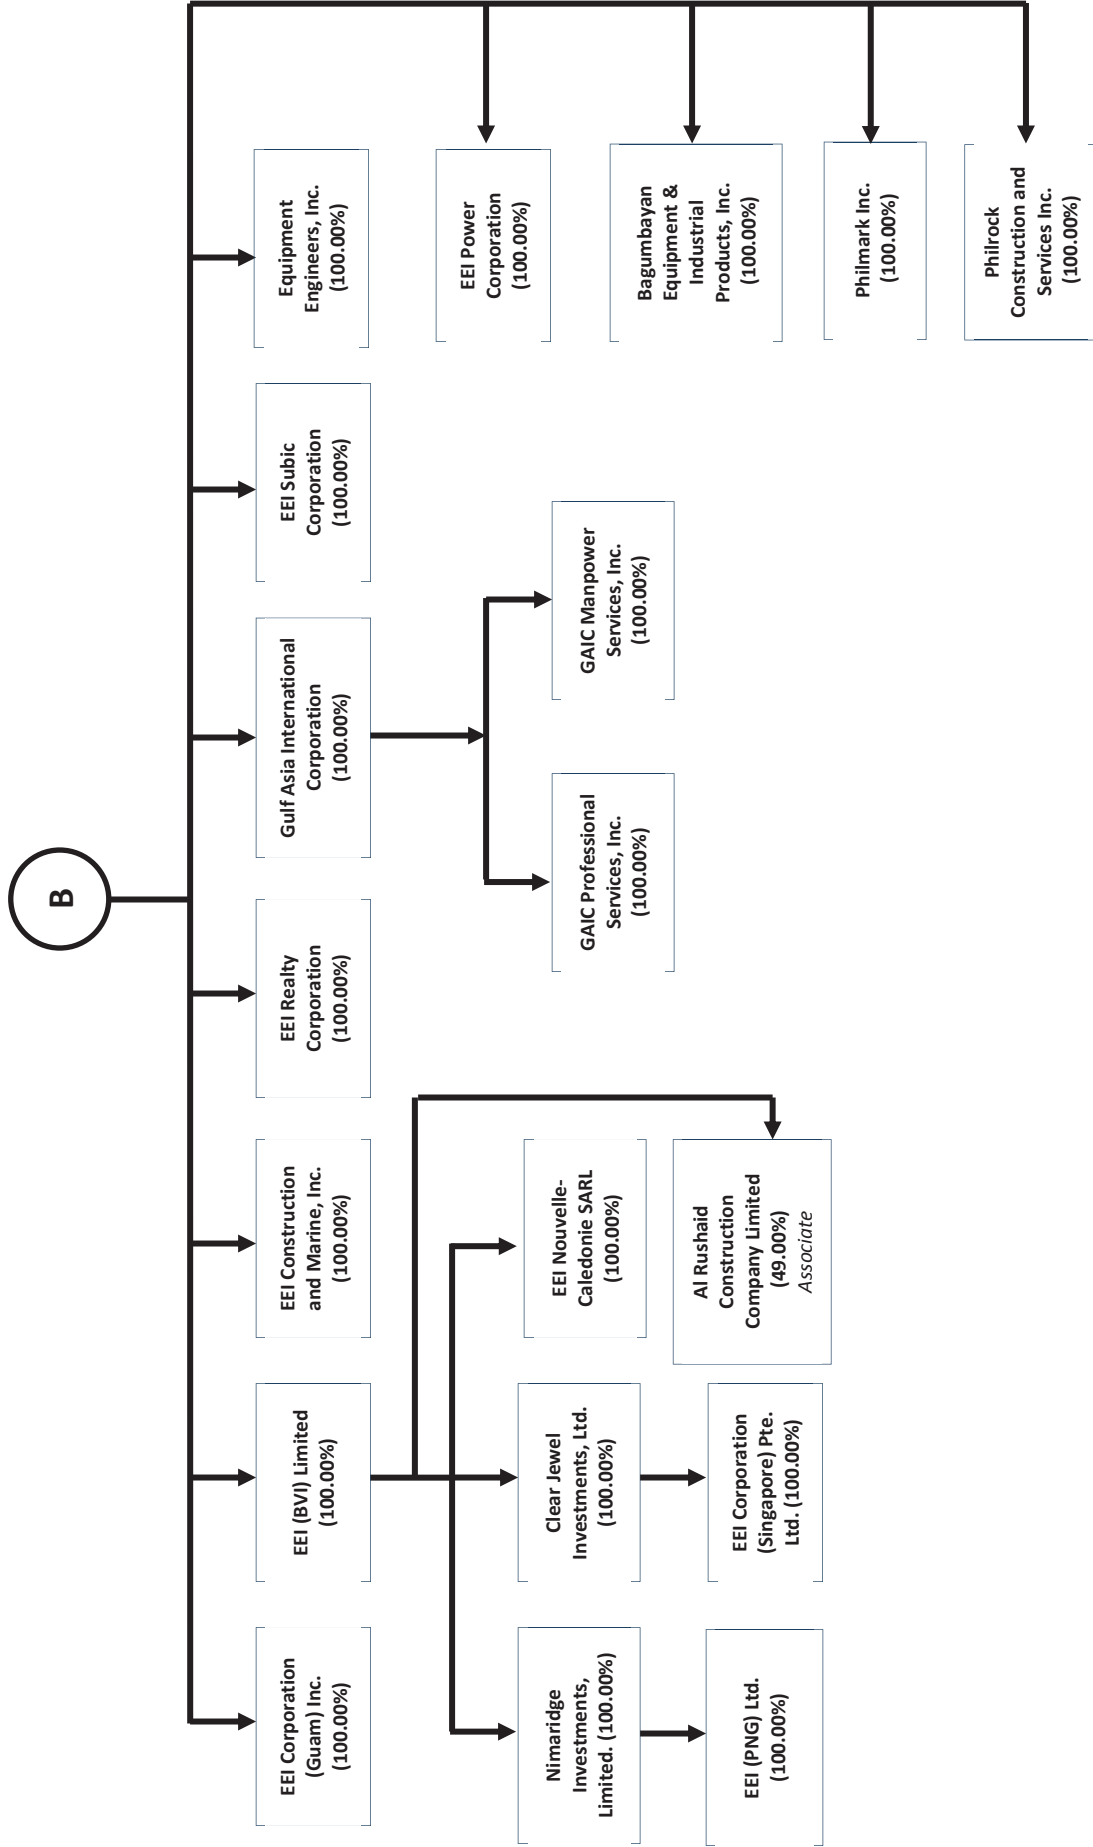 B
EEI Corporation
(Guam) Inc.
(100.00%)
EEI (BVI) Limited
(100.00%)
EEI Construction
and Marine, Inc.
(100.00%)
EEI Realty
Corporation
(100.00%)
Gulf Asia International
Corporation
(100.00%)
EEI Subic
Corporation
(100.00%)
Equipment
Engineers, Inc.
(100.00%)
EEI Power
Corporation
(100.00%)
Bagumbayan
Equipment &
Industrial
Products, Inc.
(100.00%)
Philmark Inc.
(100.00%)
Philrock
Construction and
Services Inc.
(100.00%)
Nimaridge
Investments,
Limited. (100.00%)
Clear Jewel
Investments, Ltd.
(100.00%)
EEI Nouvelle-
Caledonie SARL
(100.00%)
GAIC Professional
Services, Inc.
(100.00%)
GAIC Manpower
Services, Inc.
(100.00%)
EEI (PNG) Ltd.
(100.00%)
EEI Corporation
(Singapore) Pte.
Ltd. (100.00%)
Al Rushaid
Construction
Company Limited
(49.00%)
Associate